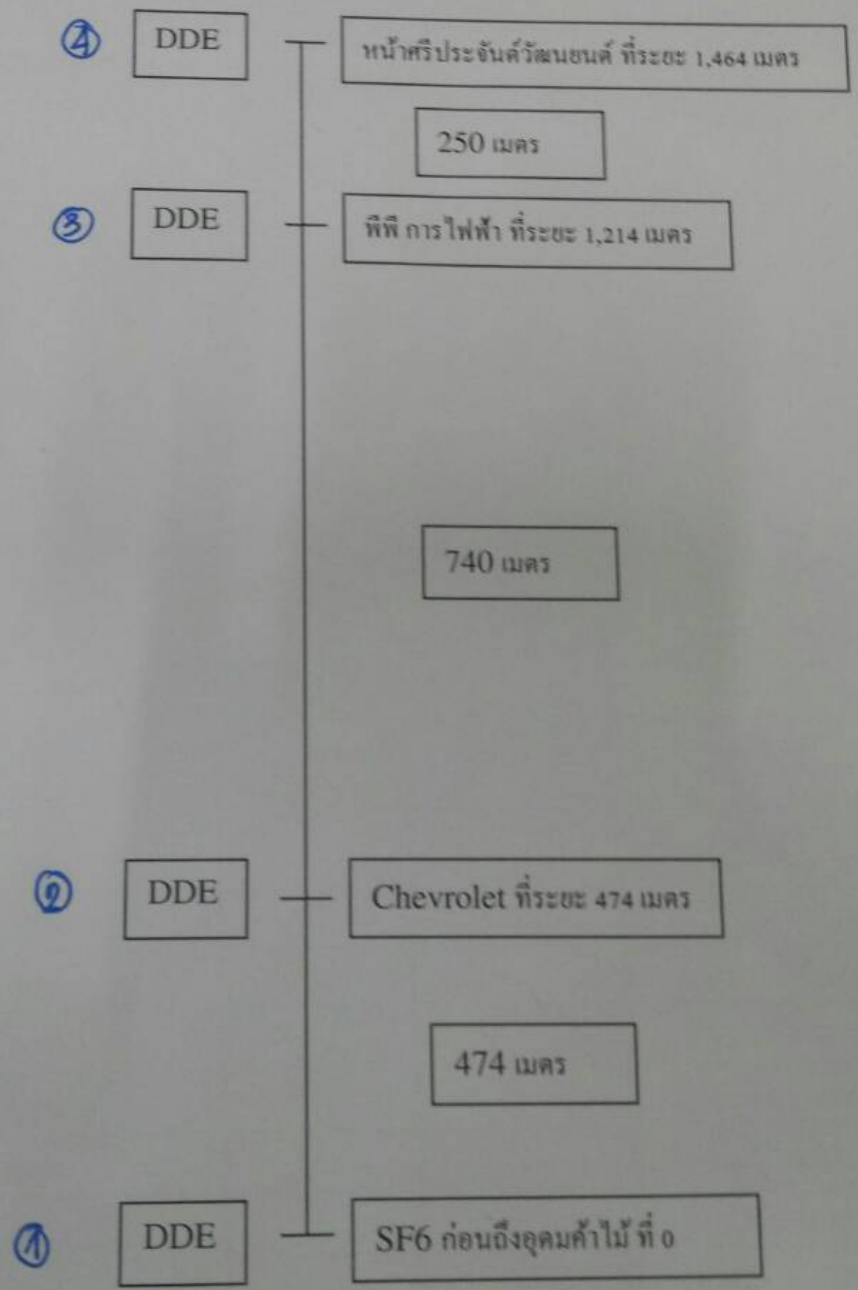 ④ DDE หน้าศรีประจันต์วัฒนยนต์ ที่ระยะ 1,464 เมตร
250 เมตร
③ DDE พีพี การไฟฟ้า ที่ระยะ 1,214 เมตร
740 เมตร
② DDE Chevrolet ที่ระยะ 474 เมตร
474 เมตร
① DDE SF6 ก่อนถึงอุดมค้าไม้ ที่ 0